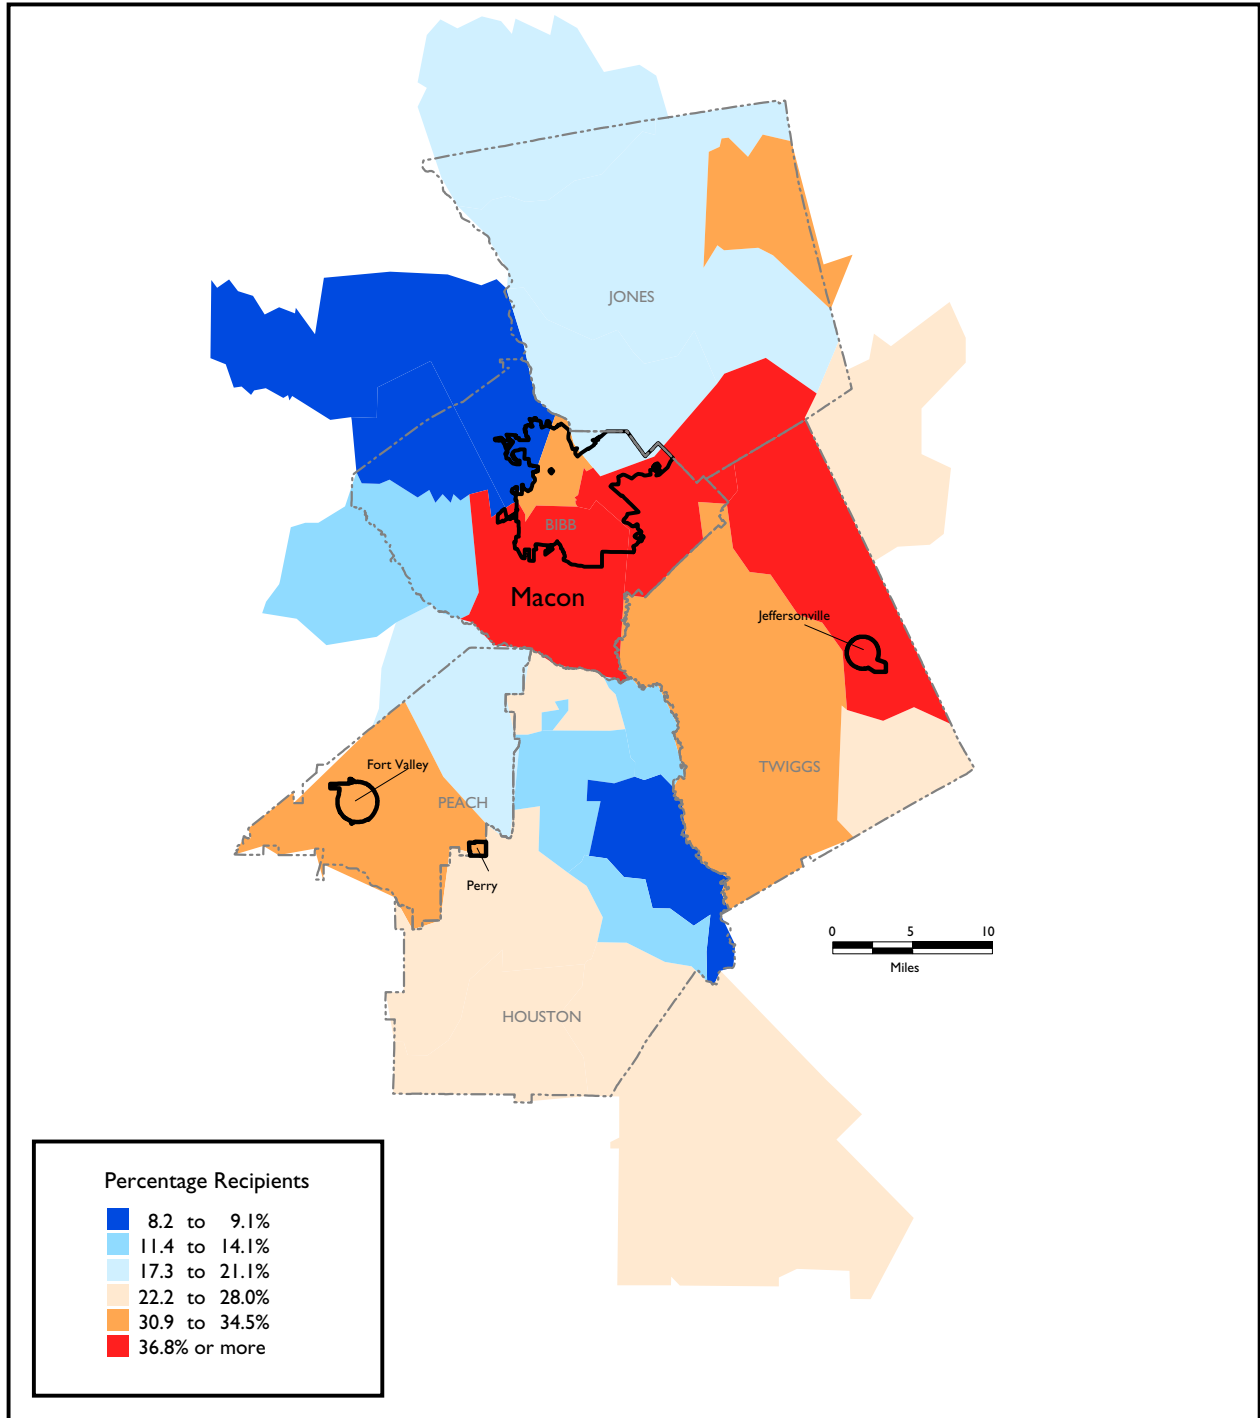 JONES
BIBB
Macon
Jeffersonville
Fort Valley
TWIGGS
PEACH
Perry
0 5 10
Miles
HOUSTON
Percentage Recipients
8.2 to 9.1%
11.4 to 14.1%
17.3 to 21.1%
22.2 to 28.0%
30.9 to 34.5%
36.8% or more